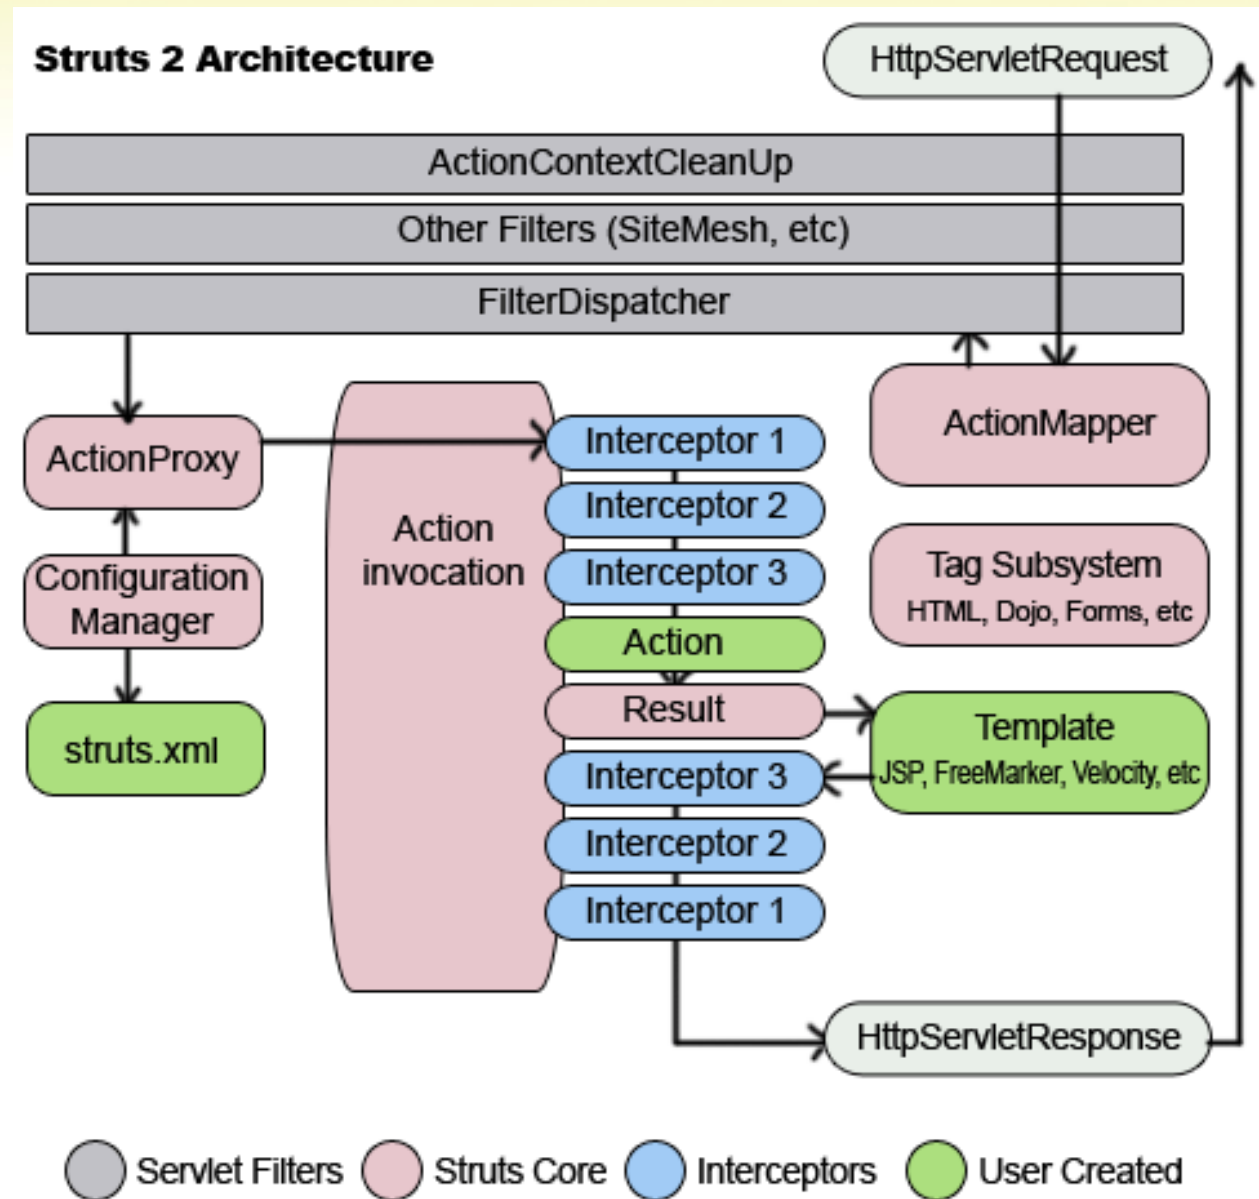 Struts 2 Architecture
HttpServletRequest
ActionContextCleanUp
Other Filters (SiteMesh, etc)
FilterDispatcher
ActionProxy
Configuration
Manager
struts.xml
Action
invocation
Interceptor 1
Interceptor 2
Interceptor 3
Action
Result
Interceptor 3
Interceptor 2
Interceptor 1
ActionMapper
Tag Subsystem
HTML, Dojo, Forms, etc
Template
JSP, FreeMarker, Velocity, etc
HttpServletResponse
Servlet Filters
Struts Core
Interceptors
User Created